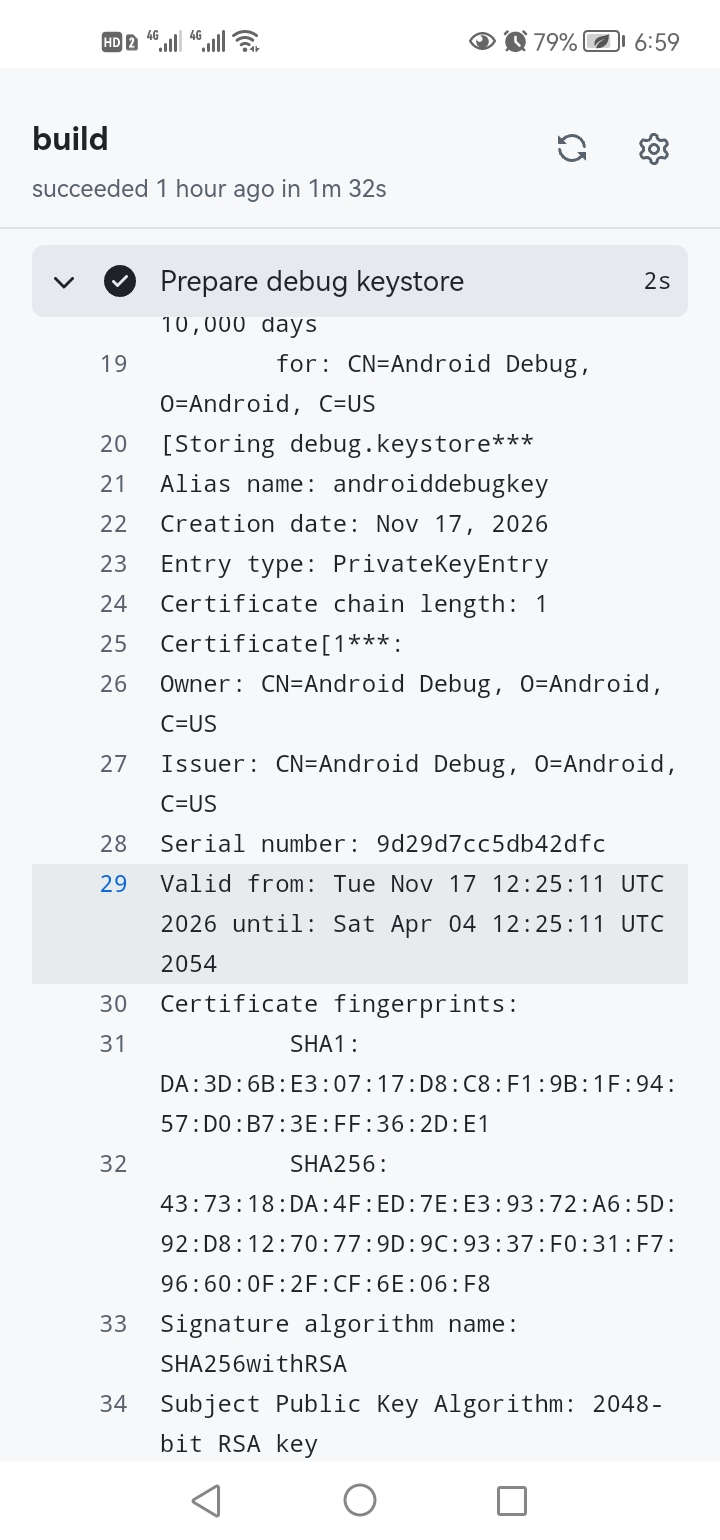 HD 2 4G 4G 79% 6:59
build
succeeded 1 hour ago in 1m 32s
Prepare debug keystore 2s
10,000 days
19 for: CN=Android Debug,
O=Android, C=US
20 [Storing debug.keystore***
21 Alias name: androiddebugkey
22 Creation date: Nov 17, 2026
23 Entry type: PrivateKeyEntry
24 Certificate chain length: 1
25 Certificate[1***:
26 Owner: CN=Android Debug, O=Android,
C=US
27 Issuer: CN=Android Debug, O=Android,
C=US
28 Serial number: 9d29d7cc5db42dfc
29 Valid from: Tue Nov 17 12:25:11 UTC
2026 until: Sat Apr 04 12:25:11 UTC
2054
30 Certificate fingerprints:
31 SHA1:
DA:3D:6B:E3:07:17:D8:C8:F1:9B:1F:94:
57:D0:B7:3E:FF:36:2D:E1
32 SHA256:
43:73:18:DA:4F:ED:7E:E3:93:72:A6:5D:
92:D8:12:70:77:9D:9C:93:37:F0:31:F7:
96:60:0F:2F:CF:6E:06:F8
33 Signature algorithm name:
SHA256withRSA
34 Subject Public Key Algorithm: 2048-
bit RSA key